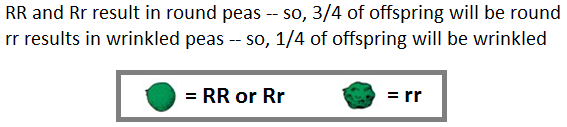 RR and Rr result in round peas -- so, 3/4 of offspring will be round
rr results in wrinkled peas -- so, 1/4 of offspring will be wrinkled
= RR or Rr = rr